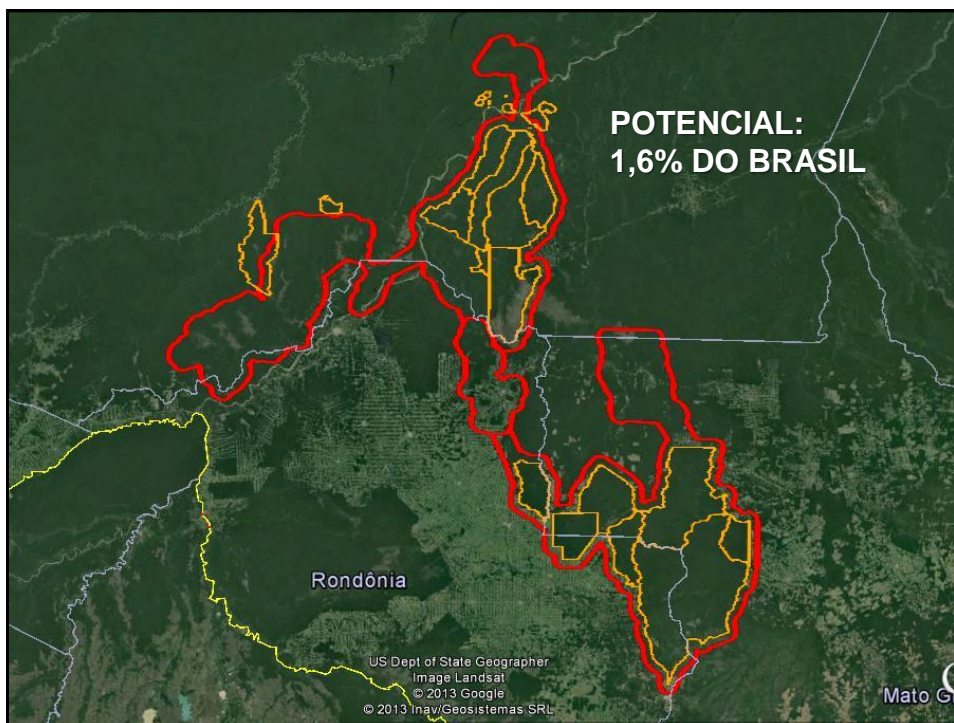 POTENCIAL:
1,6% DO BRASIL
Rondônia
US Dept of State Geographer
Image Landsat
© 2013 Google
© 2013 Inav/Geosistemas SRL
Mato G